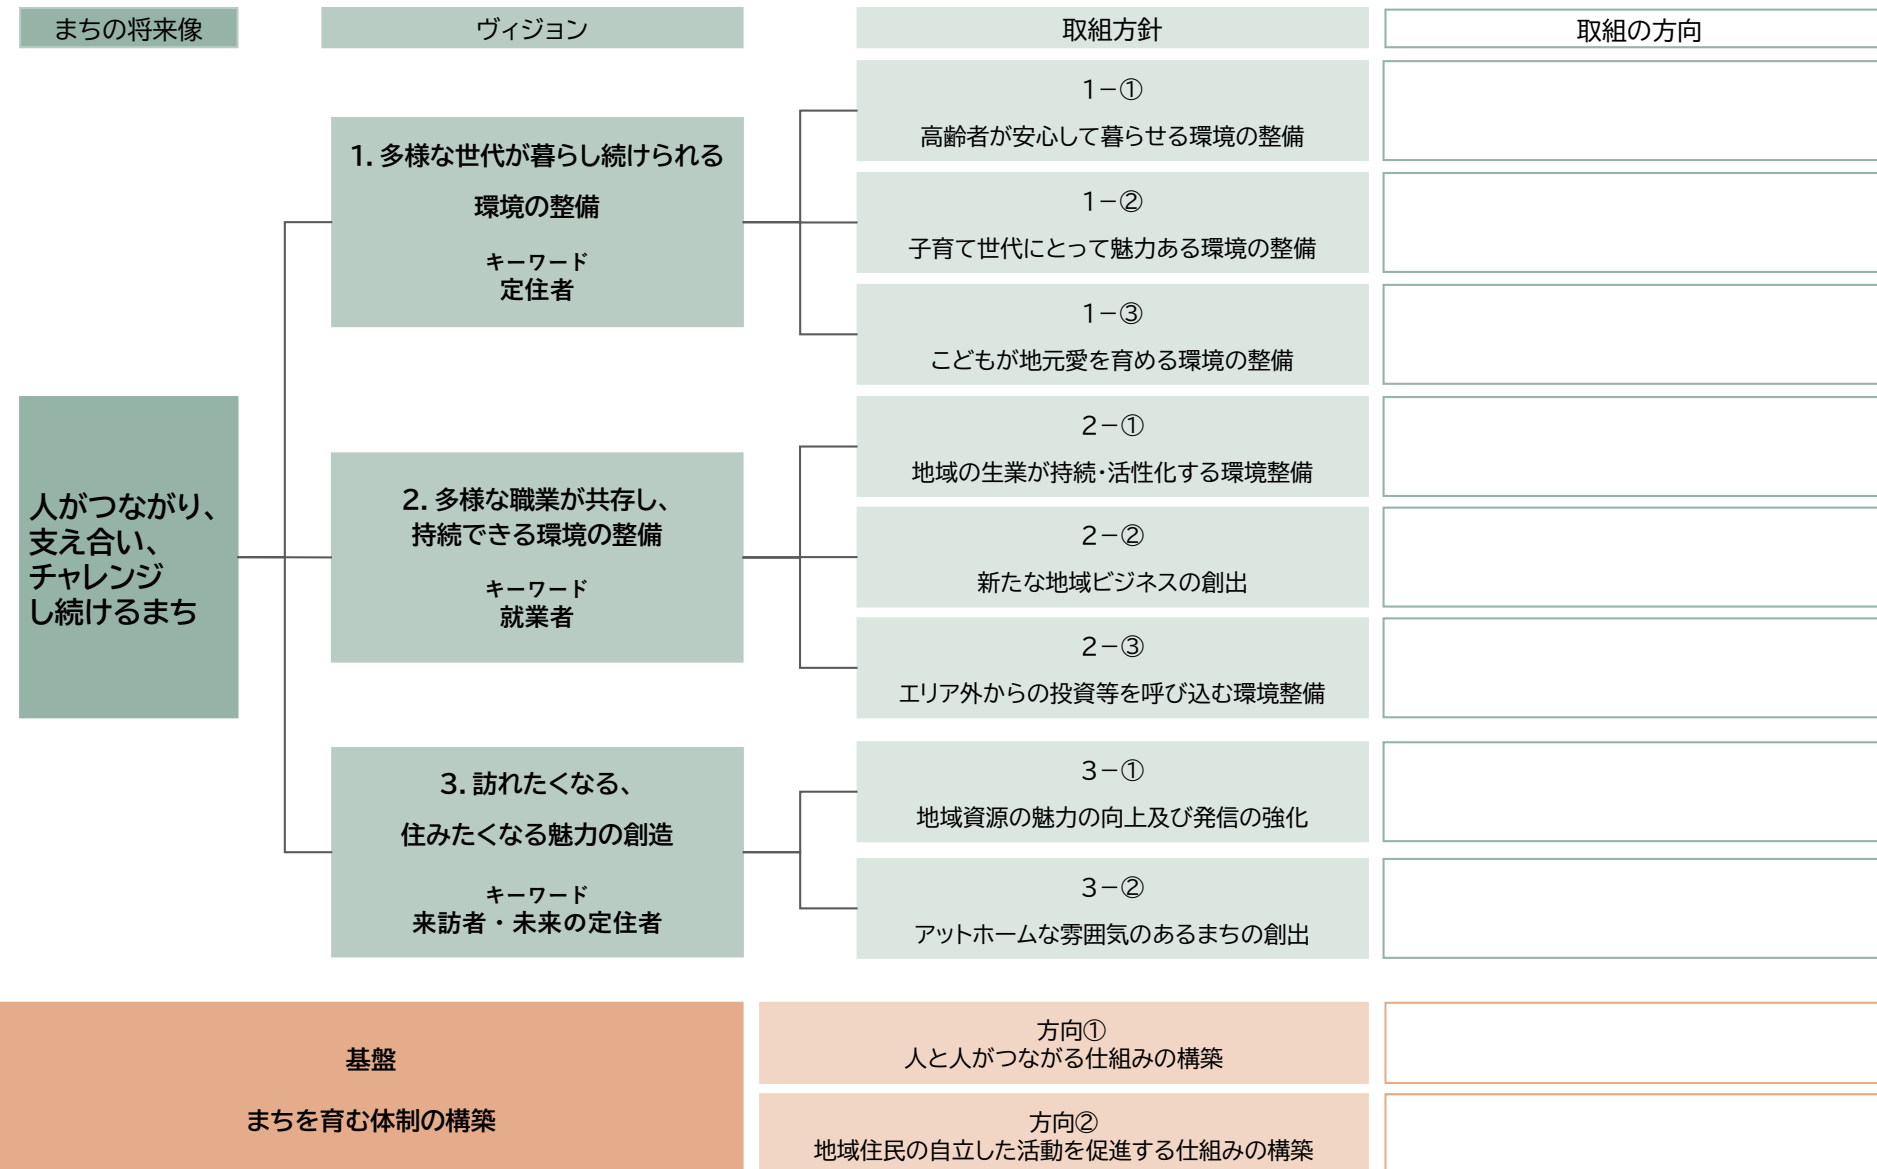 まちの将来像
ヴィジョン
取組方針
取組の方向
人がつながり、
支え合い、
チャレンジ
し続けるまち
1. 多様な世代が暮らし続けられる
環境の整備
キーワード
定住者
1－①
高齢者が安心して暮らせる環境の整備
1－②
子育て世代にとって魅力ある環境の整備
1－③
こどもが地元愛を育める環境の整備
2. 多様な職業が共存し、
持続できる環境の整備
キーワード
就業者
2－①
地域の生業が持続・活性化する環境整備
2－②
新たな地域ビジネスの創出
2－③
エリア外からの投資等を呼び込む環境整備
3. 訪れたくなる、
住みたくなる魅力の創造
キーワード
来訪者・未来の定住者
3－①
地域資源の魅力の向上及び発信の強化
3－②
アットホームな雰囲気のあるまちの創出
基盤
まちを育む体制の構築
方向①
人と人がつながる仕組みの構築
方向②
地域住民の自立した活動を促進する仕組みの構築